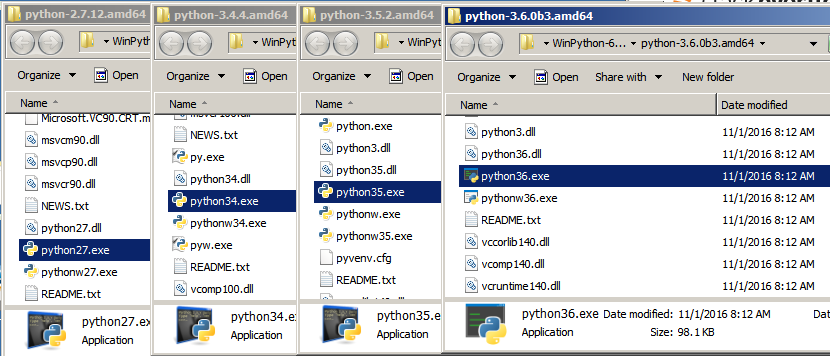 python-2.7.12.amd64
WinPyth
Organize Open
Name
Microsoft.VC90.CRT.m
msvcm90.dll
msvcp90.dll
msvcr90.dll
NEWS.txt
python27.dll
python27.exe
pythonw27.exe
README.txt
python27.ex
Application
python-3.4.4.amd64
WinPyth
Organize Open
Name
NEWS.txt
py.exe
python34.dll
python34.exe
pythonw34.exe
pyw.exe
README.txt
vcomp100.dll
python34.e
Application
python-3.5.2.amd64
WinPyth
Organize Open
Name
python.exe
python3.dll
python35.dll
python35.exe
pythonw.exe
pythonw35.exe
pyvenv.cfg
README.txt
python35.e
Application
python-3.6.0b3.amd64
WinPython-6... python-3.6.0b3.amd64
Organize Open Share with New folder
Name Date modified
python3.dll 11/1/2016 8:12 AM
python36.dll 11/1/2016 8:12 AM
python36.exe 11/1/2016 8:12 AM
pythonw36.exe 11/1/2016 8:12 AM
README.txt 11/1/2016 8:12 AM
vccorlib140.dll 11/1/2016 8:12 AM
vcomp140.dll 11/1/2016 8:12 AM
vcruntime140.dll 11/1/2016 8:12 AM
python36.exe Date modified: 11/1/2016 8:12 AM
Application Size: 98.1 KB